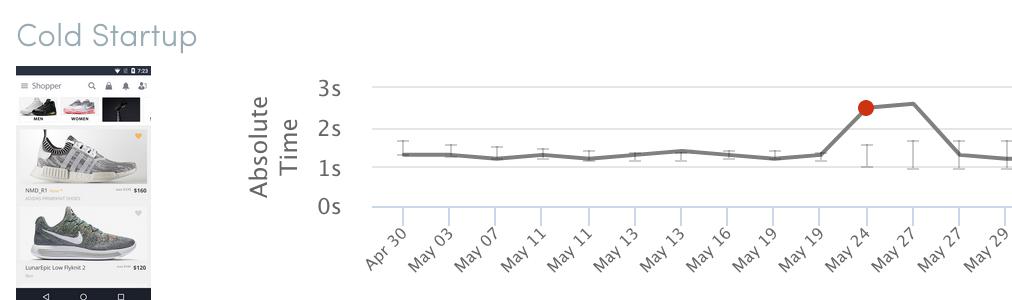 Cold Startup
7:23
Shopper
MEN WOMEN
NMD_R1
$160
ADIDAS PRIMEKNIT SHOES
LunarEpic Low Flyknit 2
$120
Absolute
Time
3s
2s
1s
0s
Apr 30 May 03 May 07 May 11 May 11 May 13 May 13 May 16 May 19 May 19 May 24 May 27 May 27 May 29